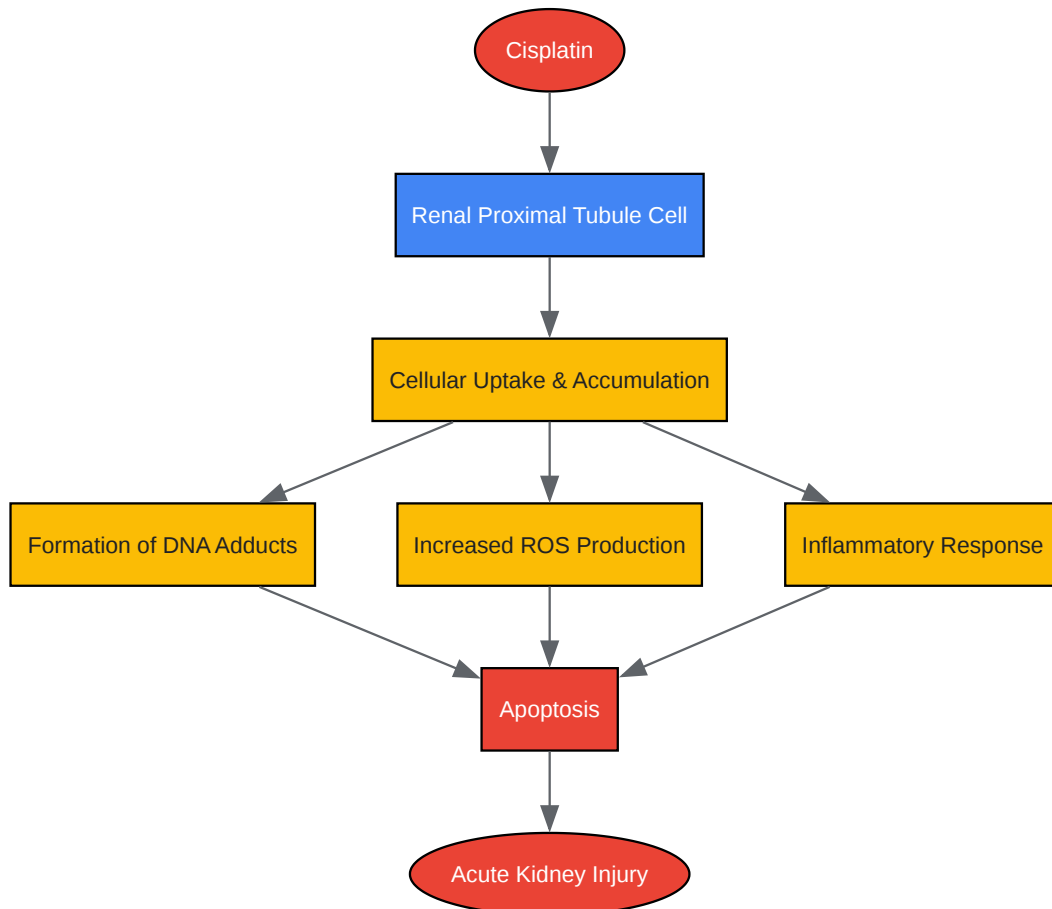 Cisplatin
Renal Proximal Tubule Cell
Cellular Uptake & Accumulation
Formation of DNA Adducts
Increased ROS Production
Inflammatory Response
Apoptosis
Acute Kidney Injury